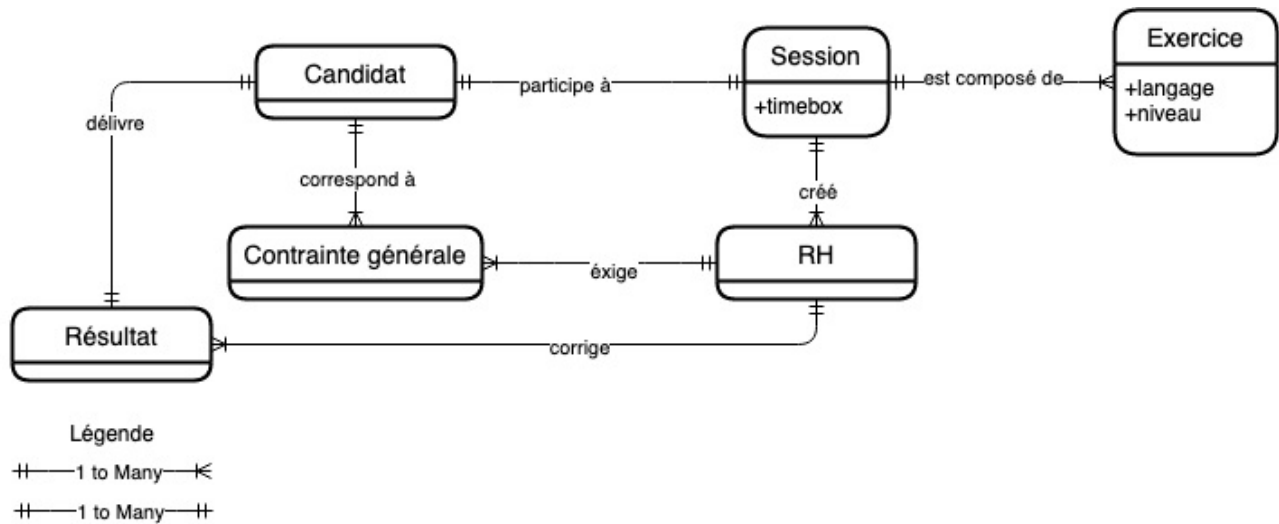 Exercice
Session
Candidat
+langage
+niveau
est composé de
participe à
+timebox
délivre
correspond à
créé
Contrainte générale
RH
éxige
Résultat
corrige
Légende
1 to Many
1 to Many